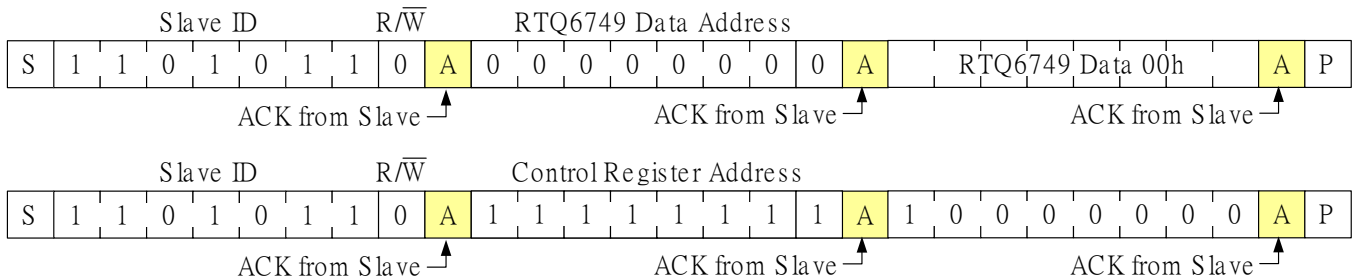 Slave ID R/W̅ RTQ6749 Data Address
S 1 1 0 1 0 1 1 0 A 0 0 0 0 0 0 0 0 A RTQ6749 Data 00h A P
ACK from Slave ACK from Slave ACK from Slave
Slave ID R/W̅ Control Register Address
S 1 1 0 1 0 1 1 0 A 1 1 1 1 1 1 1 1 A 1 0 0 0 0 0 0 0 A P
ACK from Slave ACK from Slave ACK from Slave